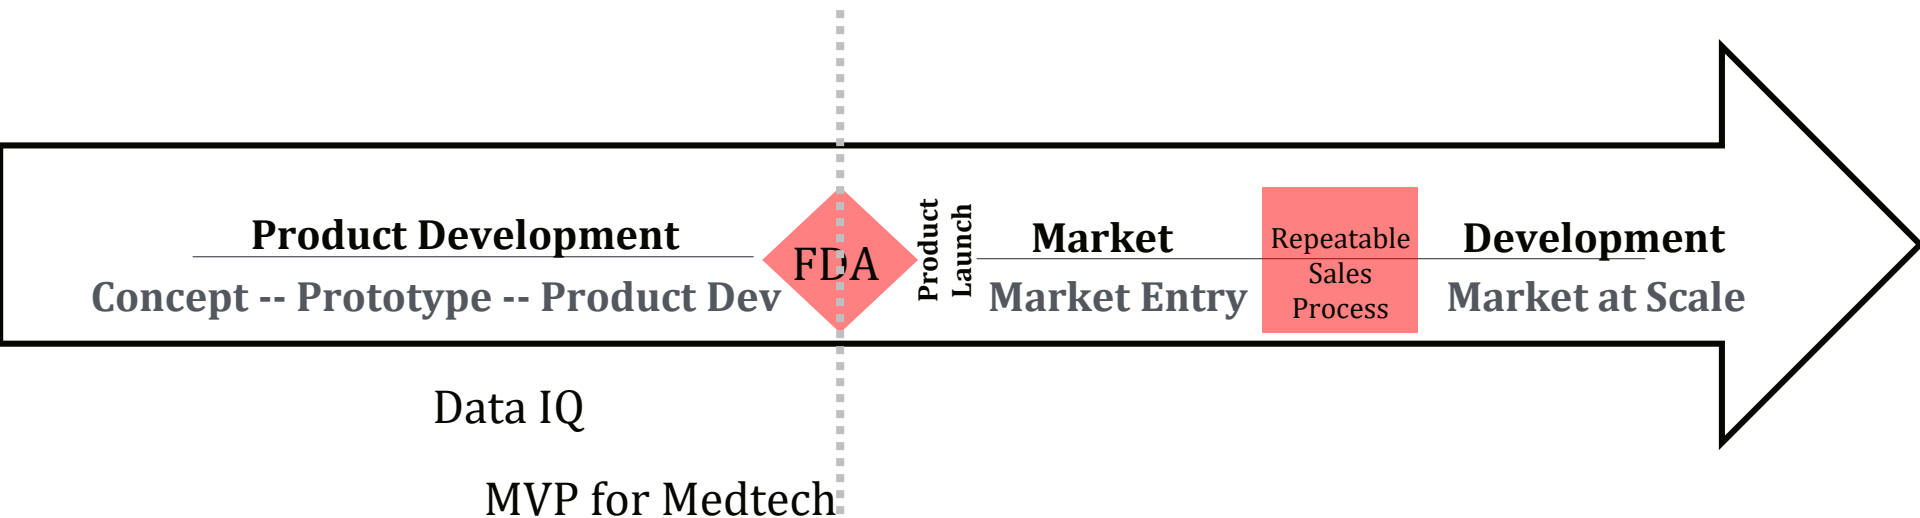 Product Development
Concept -- Prototype -- Product Dev
FDA
Product
Launch
Market
Market Entry
Repeatable
Sales
Process
Development
Market at Scale
Data IQ
MVP for Medtech